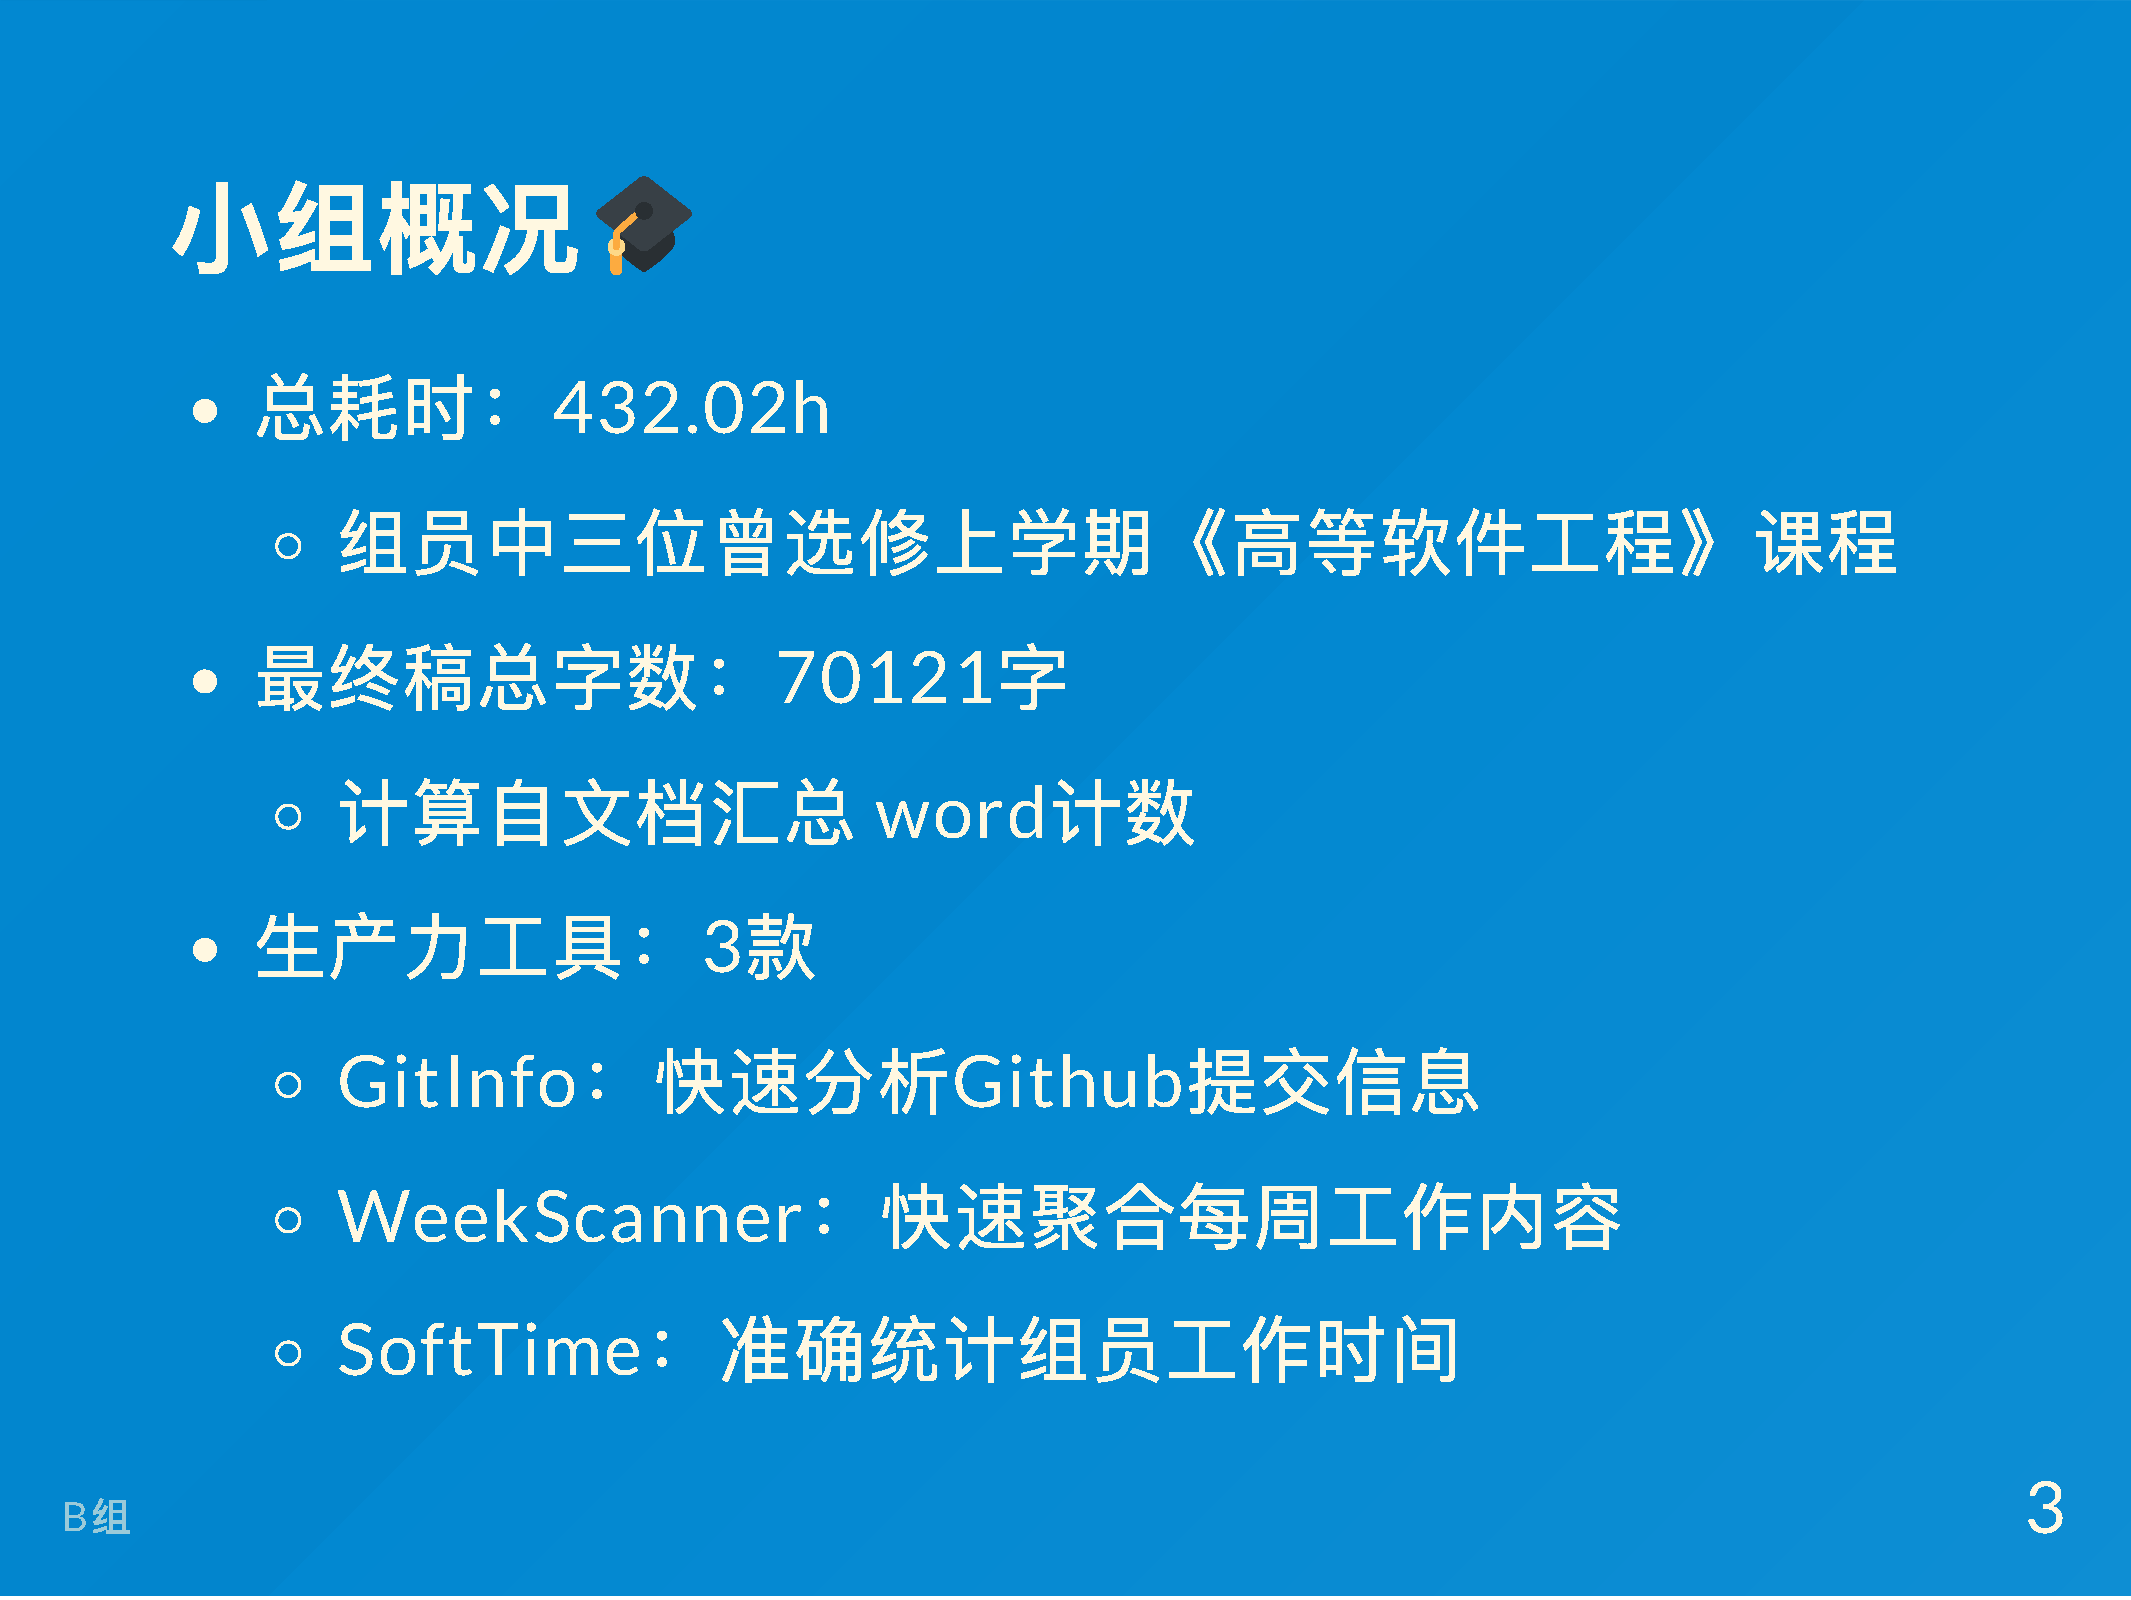 小组概况🎓
总耗时：432.02h
组员中三位曾选修上学期《高等软件工程》课程
最终稿总字数：70121字
计算自文档汇总 word计数
生产力工具：3款
GitInfo：快速分析Github提交信息
WeekScanner：快速聚合每周工作内容
SoftTime：准确统计组员工作时间
B组
3